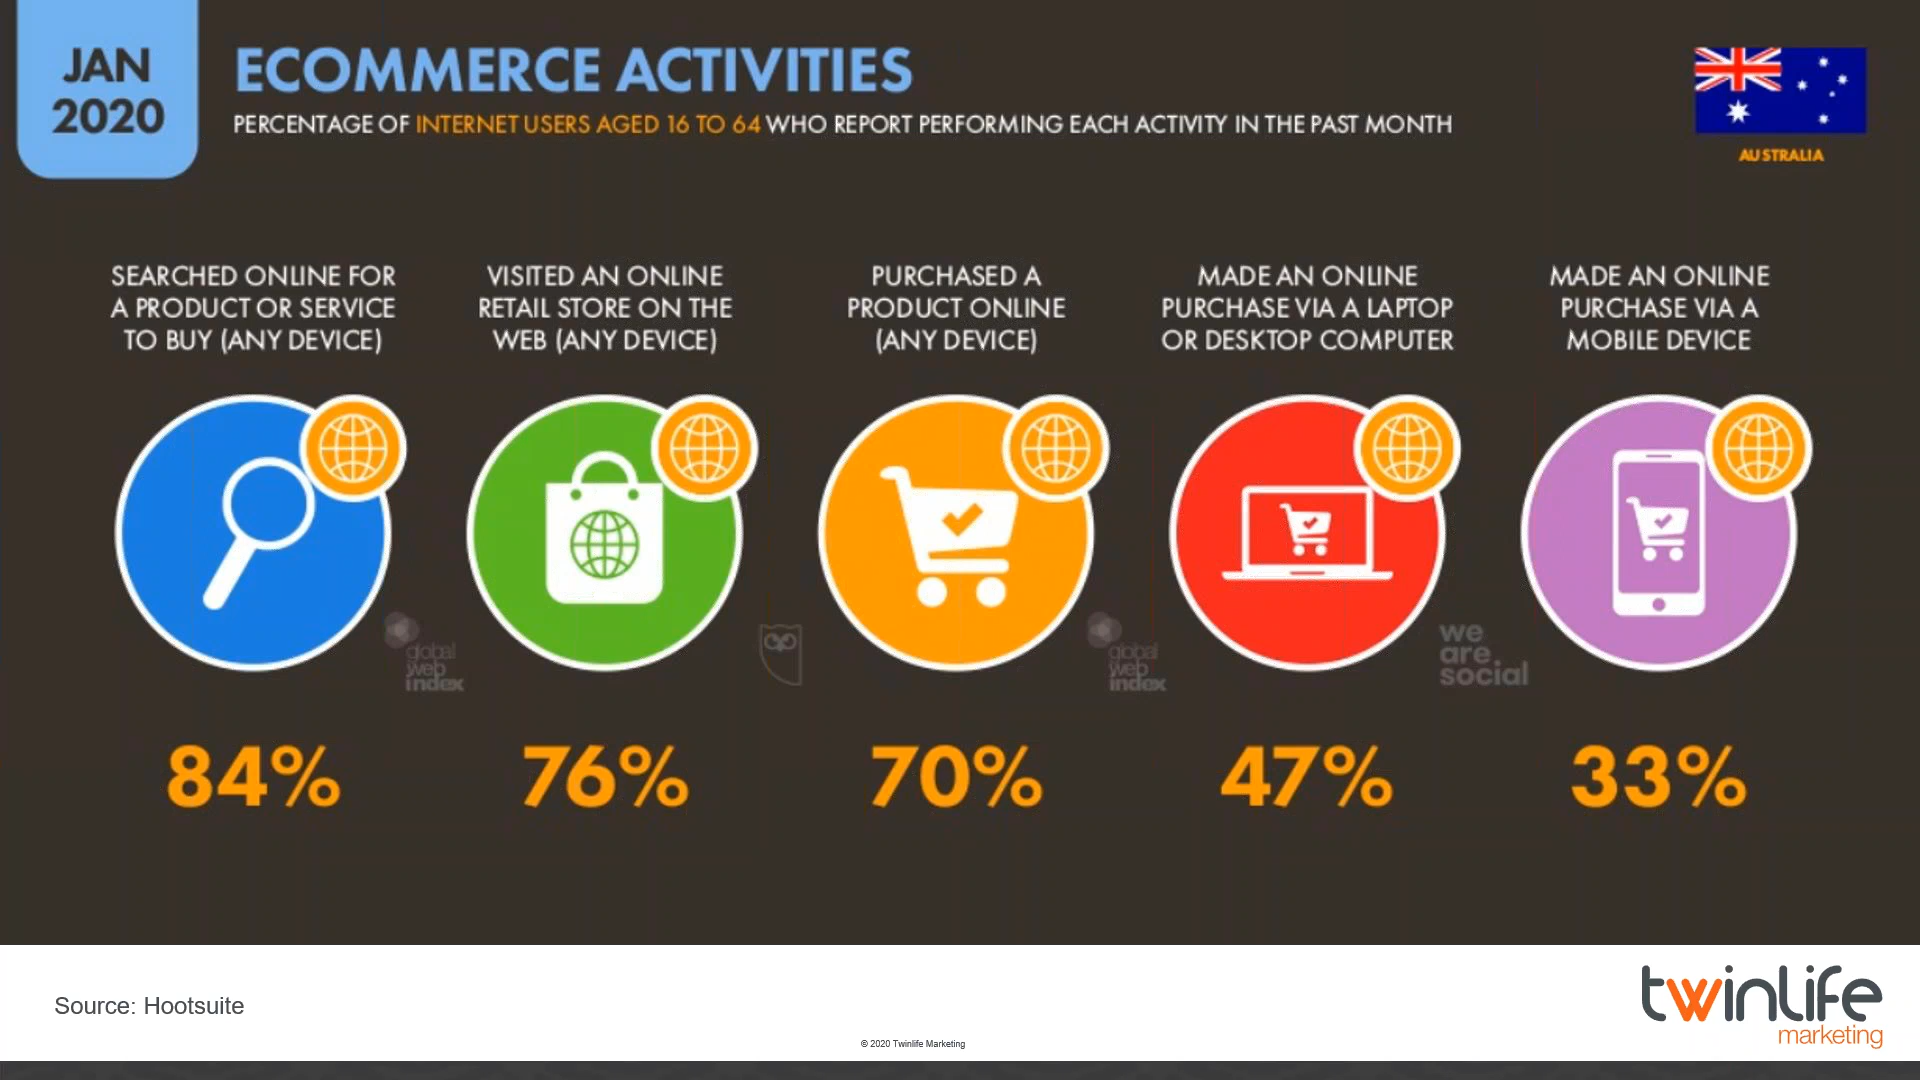 JAN
2020
ECOMMERCE ACTIVITIES
PERCENTAGE OF INTERNET USERS AGED 16 TO 64 WHO REPORT PERFORMING EACH ACTIVITY IN THE PAST MONTH
AUSTRALIA
SEARCHED ONLINE FOR
A PRODUCT OR SERVICE
TO BUY (ANY DEVICE)
VISITED AN ONLINE
RETAIL STORE ON THE
WEB (ANY DEVICE)
PURCHASED A
PRODUCT ONLINE
(ANY DEVICE)
MADE AN ONLINE
PURCHASE VIA A LAPTOP
OR DESKTOP COMPUTER
MADE AN ONLINE
PURCHASE VIA A
MOBILE DEVICE
global
web
index
global
web
index
we
are
social
84%
76%
70%
47%
33%
Source: Hootsuite
twinlife
marketing
© 2020 Twinlife Marketing